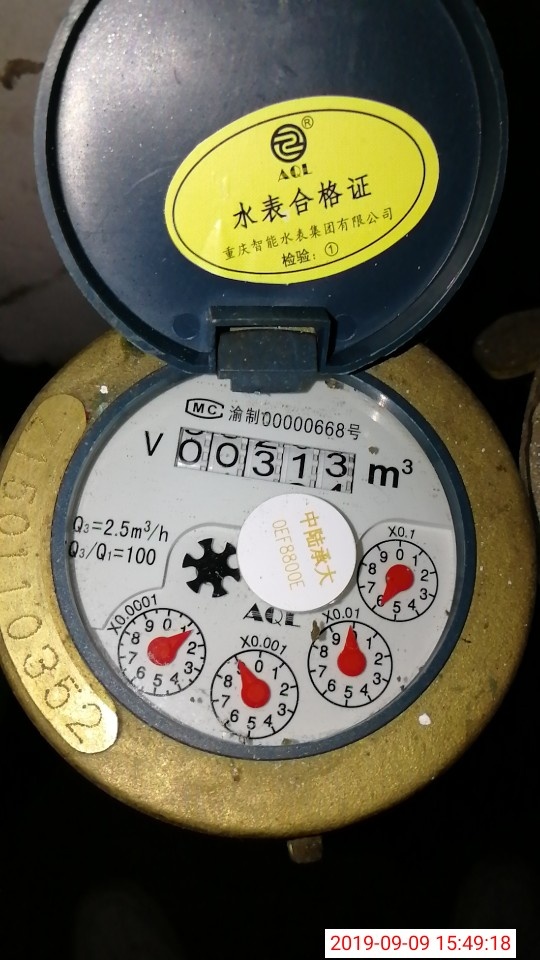 ®
AQL
水表合格证
重庆智能水表集团有限公司
检验：①
MC 渝制00000668号
V 00313 m³
Q₃=2.5m³/h
Q₃/Q₁=100
中陆承大
0EF8800E
AQL
X0.1
X0.01
X0.001
X0.0001
150110352
2019-09-09 15:49:18